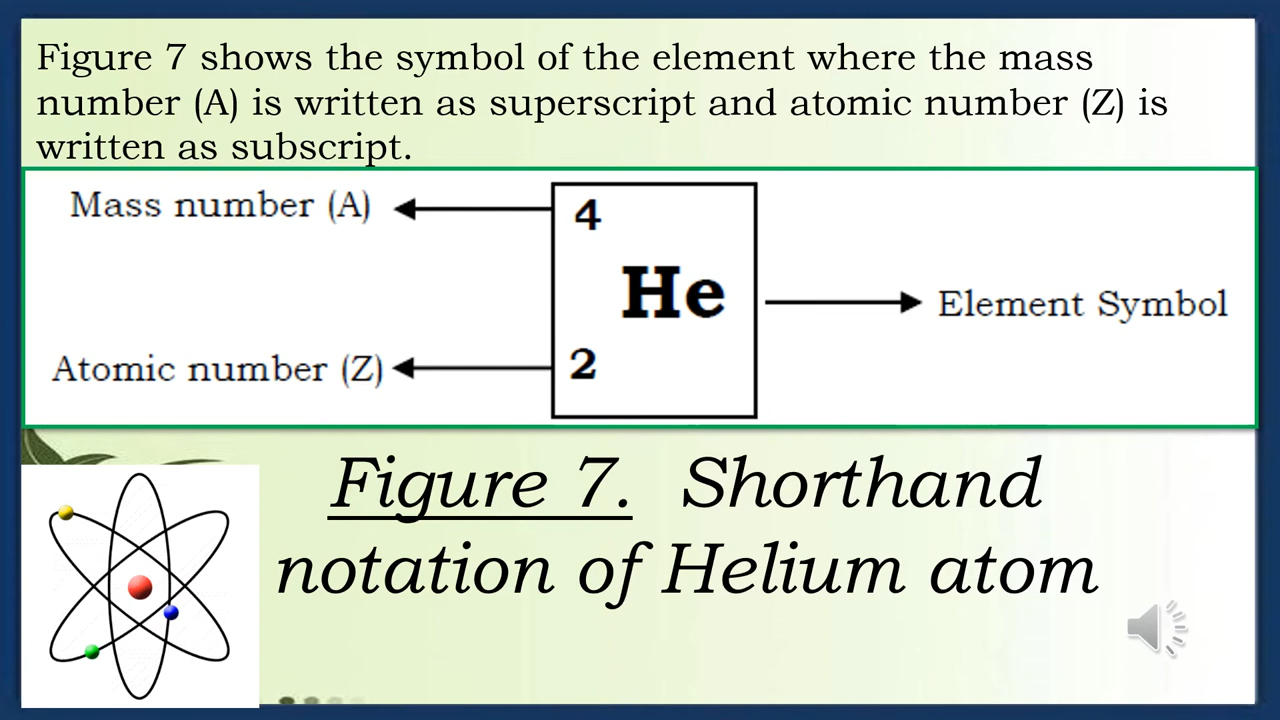 Figure 7 shows the symbol of the element where the mass
number (A) is written as superscript and atomic number (Z) is
written as subscript.
Mass number (A)
4
He
Element Symbol
Atomic number (Z)
2
Figure 7. Shorthand
notation of Helium atom